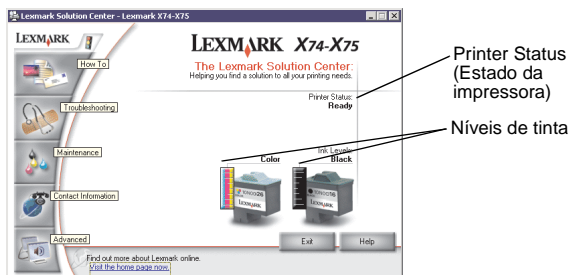 Lexmark Solution Center - Lexmark X74-X75
LEXMARK
LEXMARK X74-X75
The Lexmark Solution Center:
Helping you find a solution to all your printing needs.
How To
Troubleshooting
Maintenance
Contact Information
Advanced
Printer Status:
Ready
Ink Levels:
Color
Black
10N0026
LEXMARK
10N0016
LEXMARK
Exit
Help
Find out more about Lexmark online.
Visit the home page now.
Printer Status
(Estado da
impressora)
Níveis de tinta